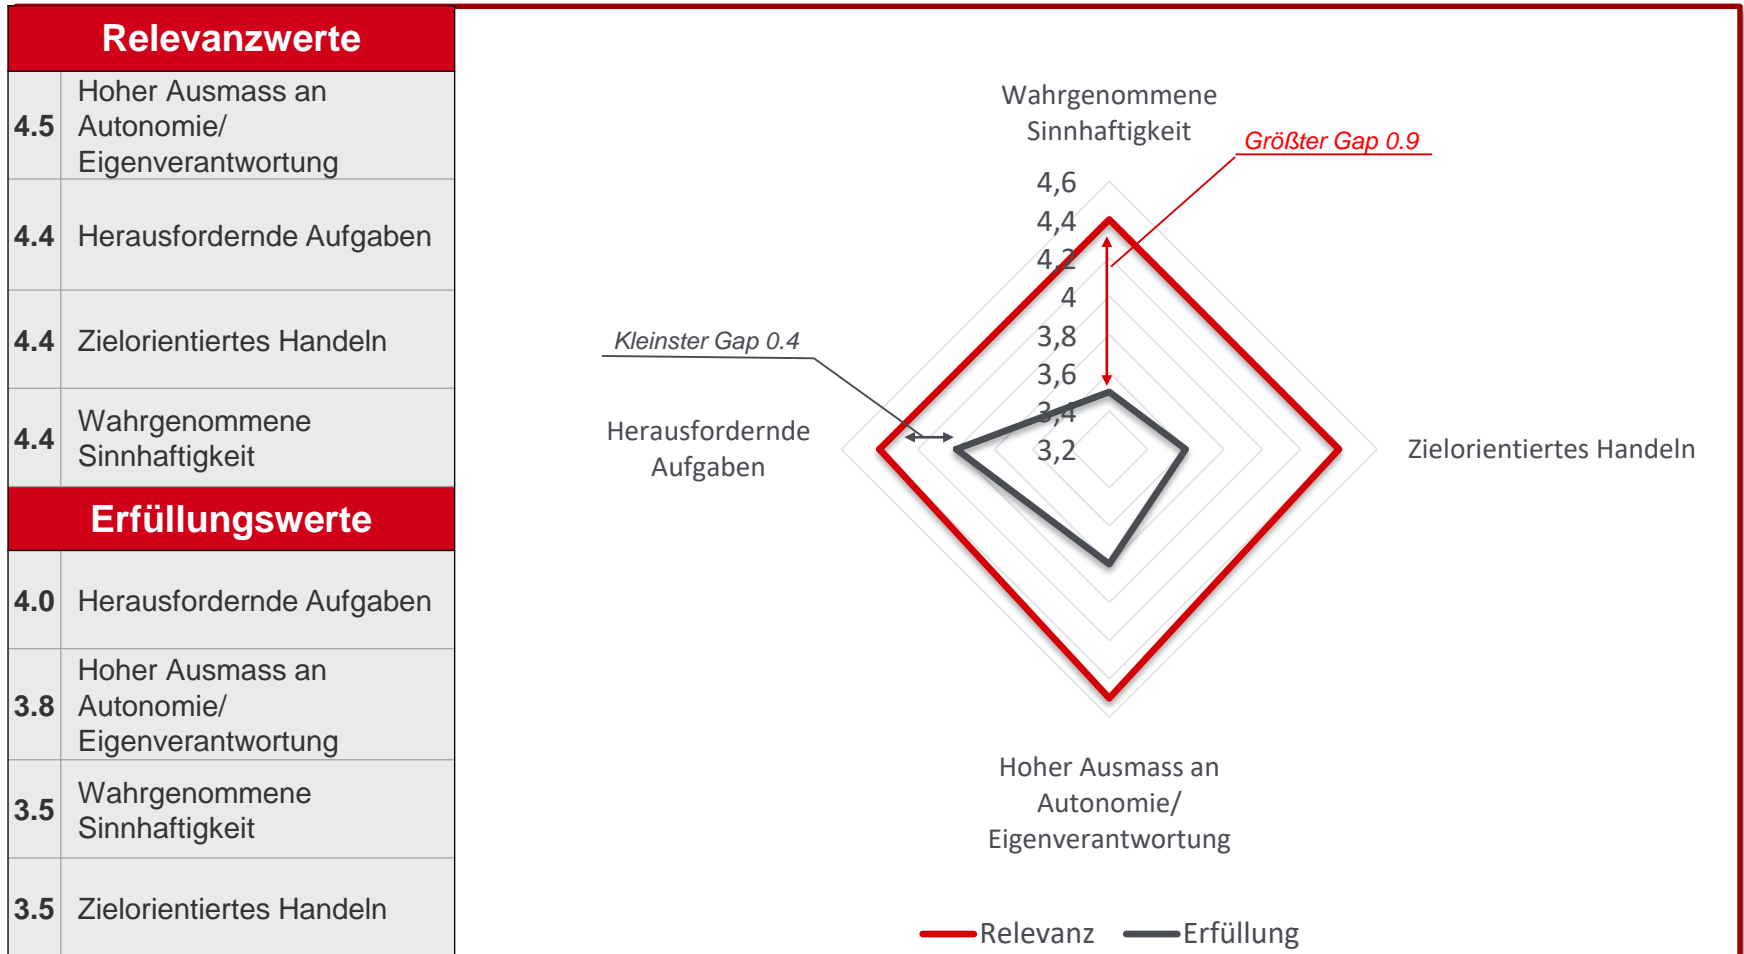 Relevanzwerte
4.5
Hoher Ausmass an
Autonomie/
Eigenverantwortung
4.4 Herausfordernde Aufgaben
4.4 Zielorientiertes Handeln
4.4
Wahrgenommene
Sinnhaftigkeit
Erfüllungswerte
4.0 Herausfordernde Aufgaben
3.8
Hoher Ausmass an
Autonomie/
Eigenverantwortung
3.5
Wahrgenommene
Sinnhaftigkeit
3.5 Zielorientiertes Handeln
Wahrgenommene
Sinnhaftigkeit
Größter Gap 0.9
4,6
4,4
4,2
4
3,8
3,6
3,4
3,2
Kleinster Gap 0.4
Herausfordernde
Aufgaben
Zielorientiertes Handeln
Hoher Ausmass an
Autonomie/
Eigenverantwortung
Relevanz Erfüllung